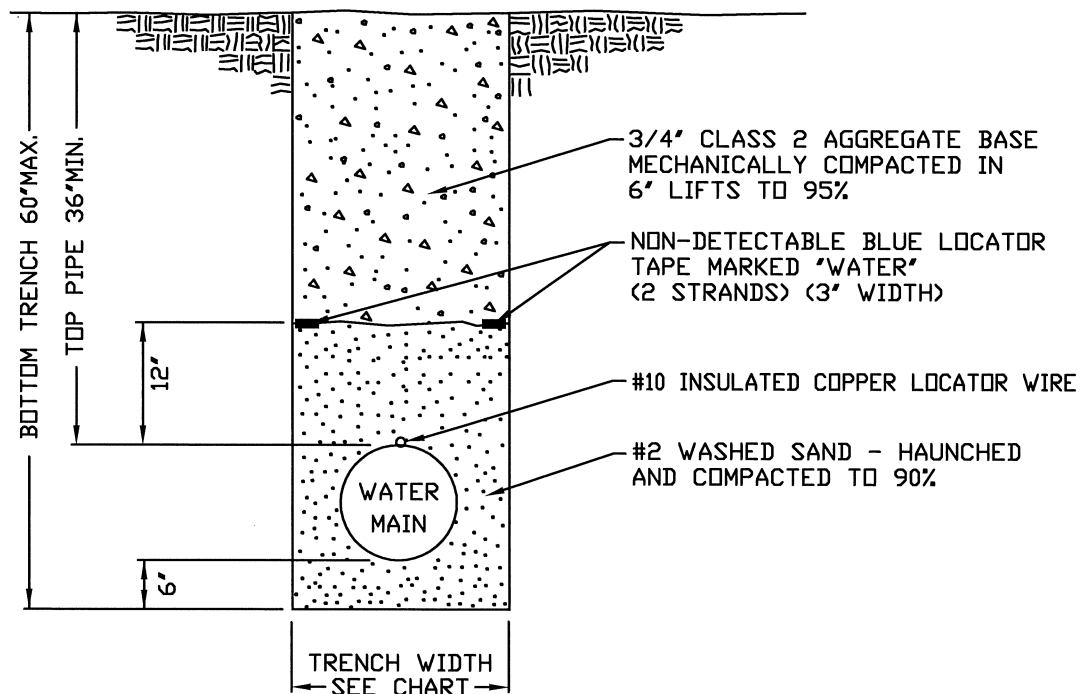 3/4" CLASS 2 AGGREGATE BASE
MECHANICALLY COMPACTED IN
6" LIFTS TO 95%
NON-DETECTABLE BLUE LOCATOR
TAPE MARKED "WATER"
(2 STRANDS) (3" WIDTH)
#10 INSULATED COPPER LOCATOR WIRE
#2 WASHED SAND - HAUNCHED
AND COMPACTED TO 90%
BOTTOM TRENCH 60"MAX.
TOP PIPE 36"MIN.
12"
WATER
MAIN
6"
TRENCH WIDTH
SEE CHART